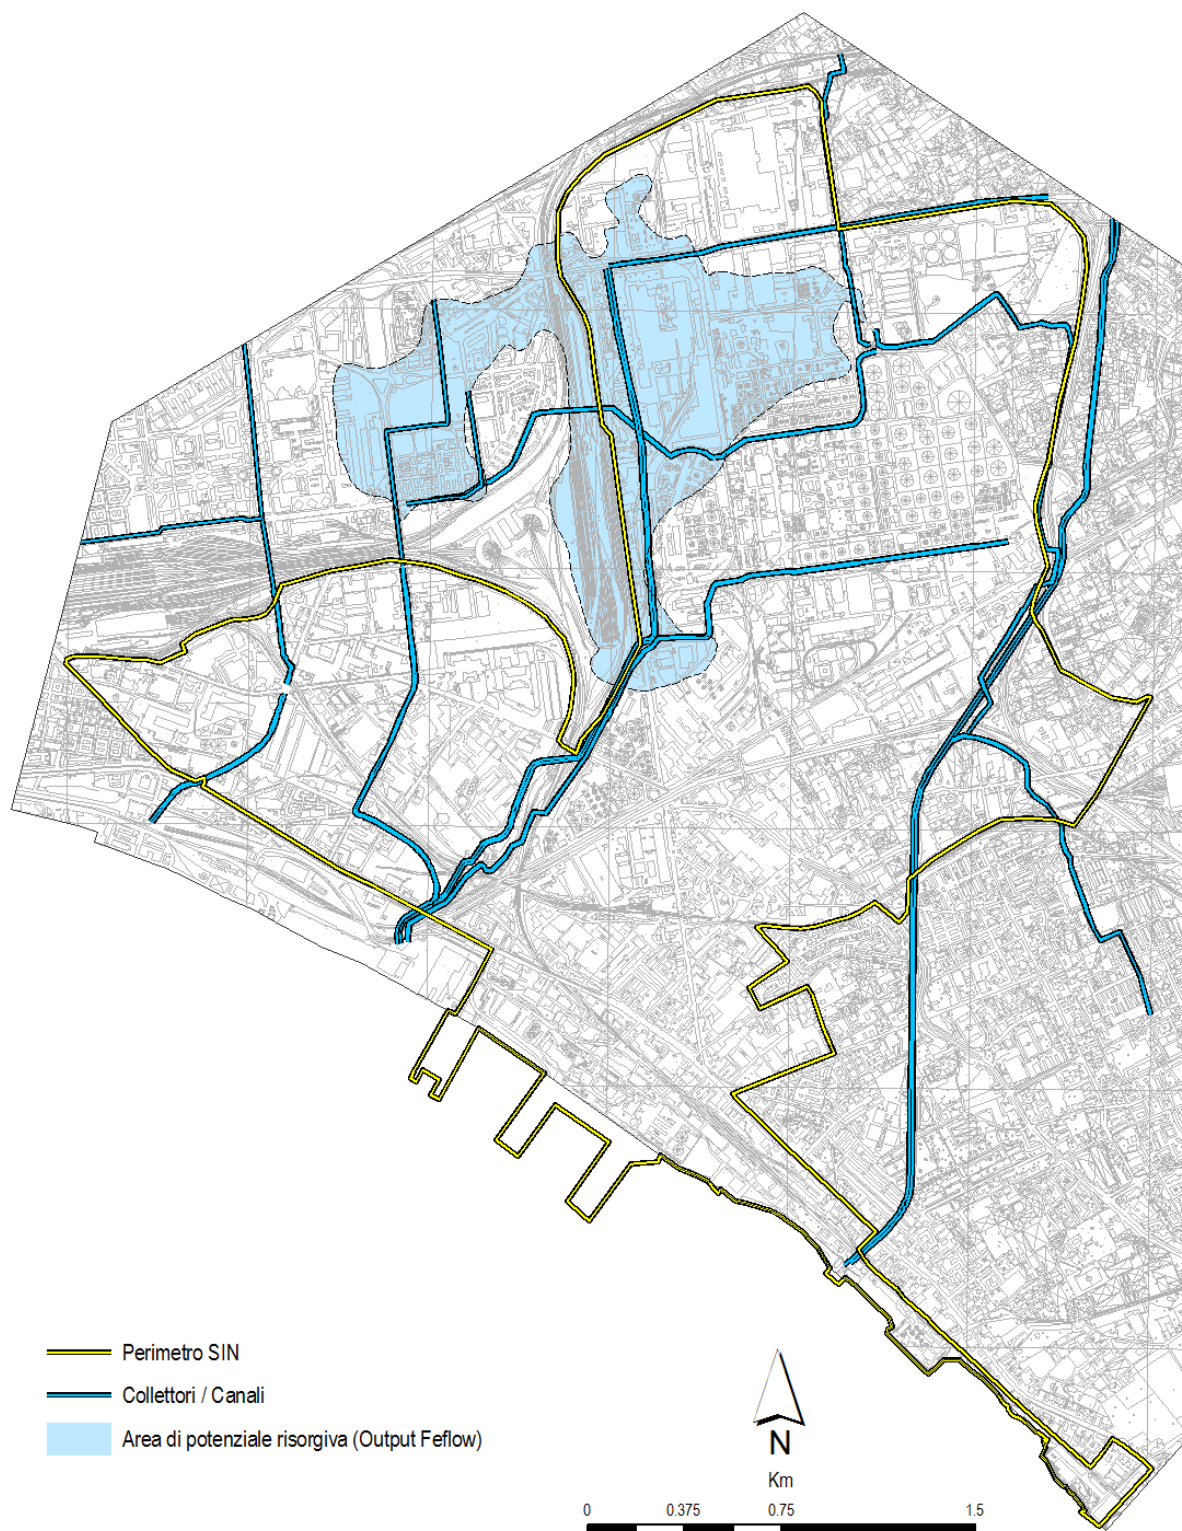 Perimetro SIN
Collettori / Canali
Area di potenziale risorgiva (Output Feflow)
N
Km
0 0.375 0.75 1.5